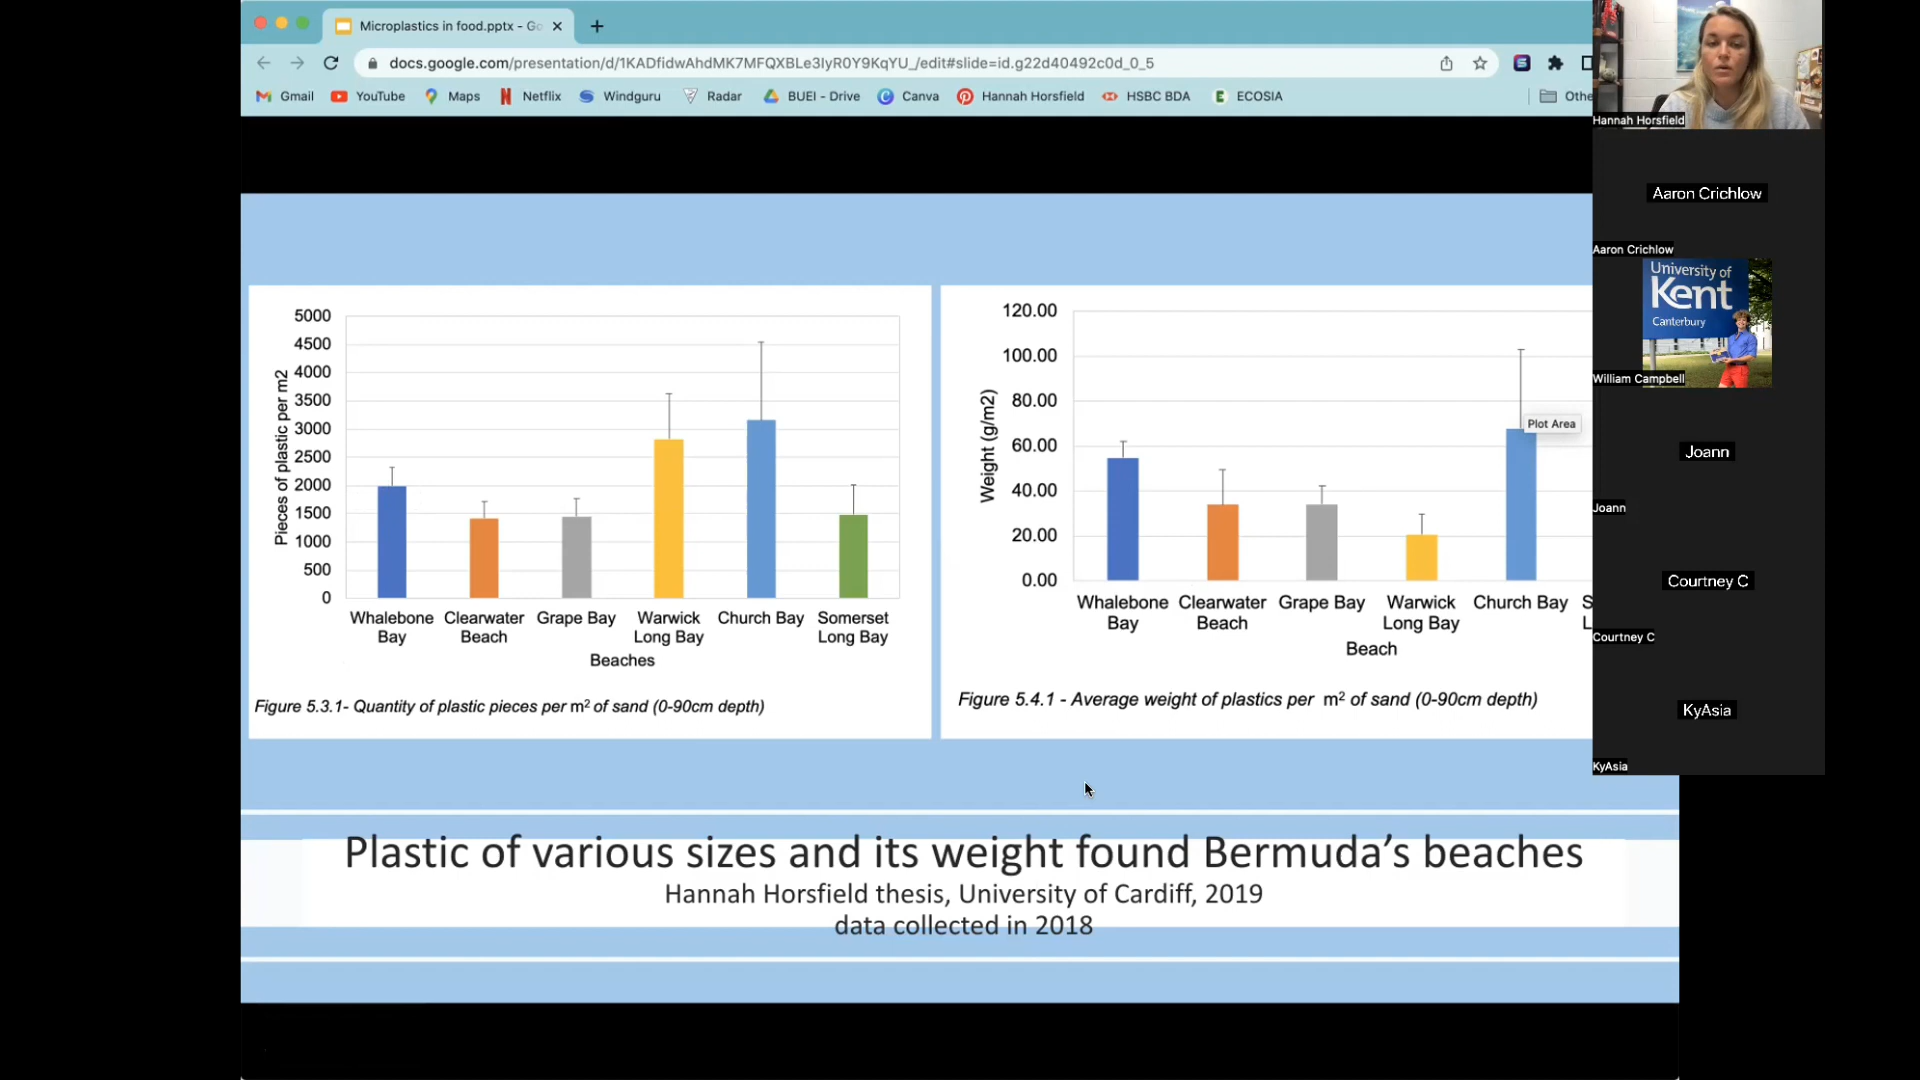 Microplastics in food.pptx - Go
docs.google.com/presentation/d/1KADfidwAhdMK7MFQXBLe3IyR0Y9KqYU_/edit#slide=id.g22d40492c0d_0_5
Gmail YouTube Maps Netflix Windguru Radar BUEI - Drive Canva Hannah Horsfield HSBC BDA ECOSIA Othe
5000
4500
4000
3500
3000
2500
2000
1500
1000
500
0
Pieces of plastic per m2
Whalebone Bay
Clearwater Beach
Grape Bay
Warwick Long Bay
Church Bay
Somerset Long Bay
Beaches
Figure 5.3.1- Quantity of plastic pieces per m² of sand (0-90cm depth)
120.00
100.00
80.00
60.00
40.00
20.00
0.00
Weight (g/m2)
Plot Area
Whalebone Bay
Clearwater Beach
Grape Bay
Warwick Long Bay
Church Bay
S
L
Beach
Figure 5.4.1 - Average weight of plastics per m² of sand (0-90cm depth)
Plastic of various sizes and its weight found Bermuda's beaches
Hannah Horsfield thesis, University of Cardiff, 2019
data collected in 2018
Hannah Horsfield
Aaron Crichlow
Aaron Crichlow
University of
Kent
Canterbury
William Campbell
Joann
Joann
Courtney C
Courtney C
KyAsia
KyAsia